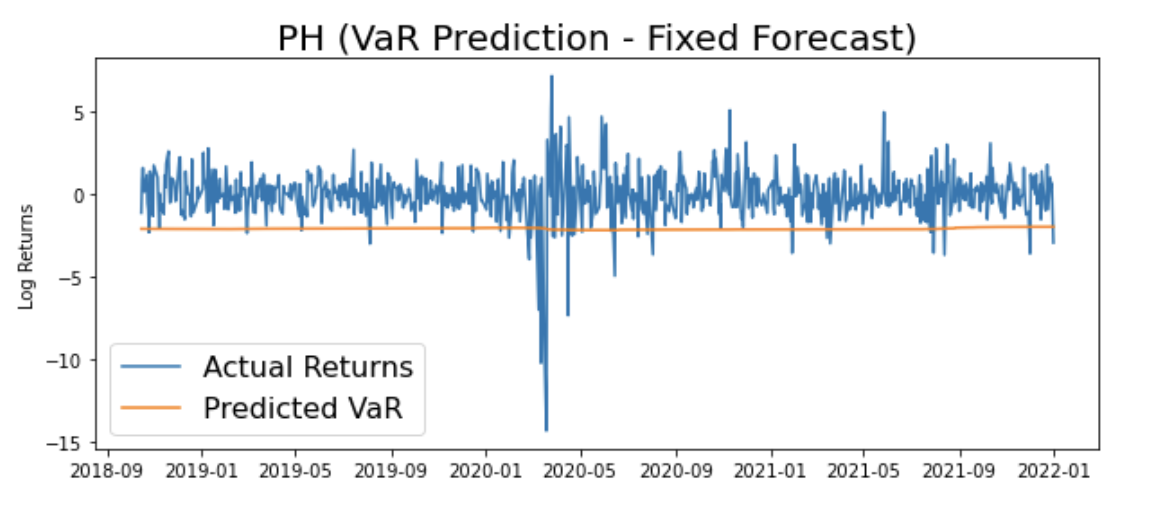 PH (VaR Prediction - Fixed Forecast)
Log Returns
5
0
−5
−10
−15
Actual Returns
Predicted VaR
2018-09 2019-01 2019-05 2019-09 2020-01 2020-05 2020-09 2021-01 2021-05 2021-09 2022-01